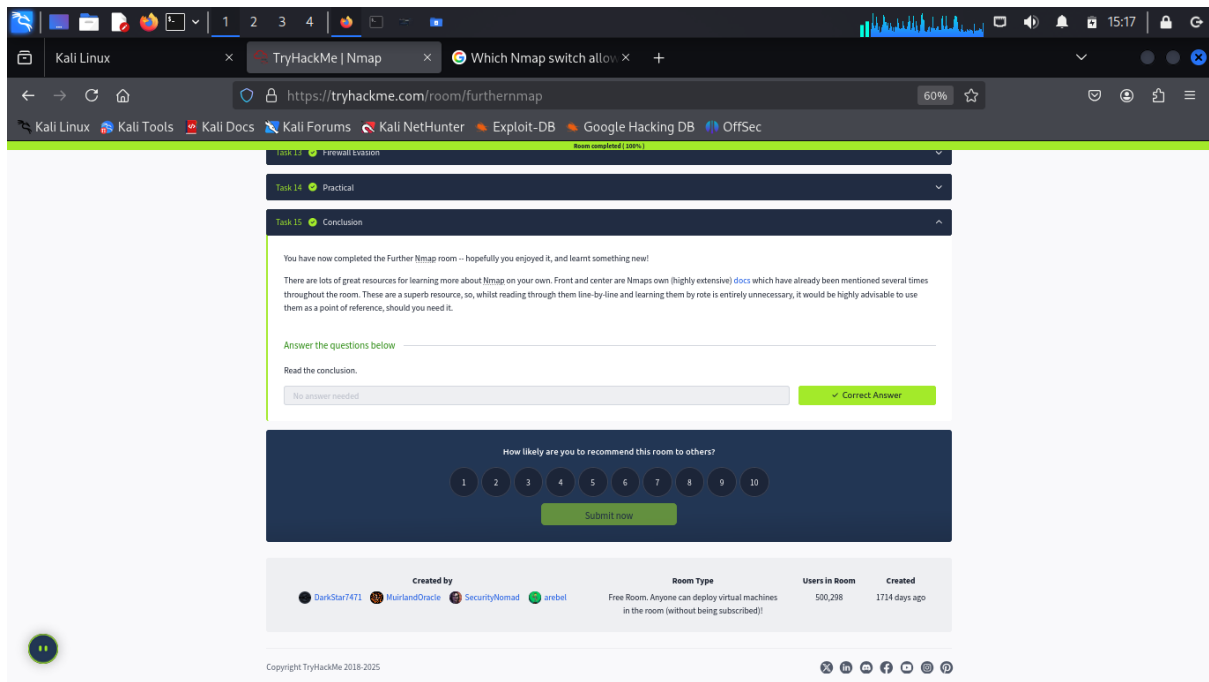 1 2 3 4 15:17
Kali Linux × TryHackMe | Nmap × Which Nmap switch allow × +
https://tryhackme.com/room/furthernmap 60%
Kali Linux Kali Tools Kali Docs Kali Forums Kali NetHunter Exploit-DB Google Hacking DB OffSec
Room completed ( 100% )
Task 13 Firewall Evasion
Task 14 Practical
Task 15 Conclusion
You have now completed the Further Nmap room -- hopefully you enjoyed it, and learnt something new!
There are lots of great resources for learning more about Nmap on your own. Front and center are Nmaps own (highly extensive) docs which have already been mentioned several times
throughout the room. These are a superb resource, so, whilst reading through them line-by-line and learning them by rote is entirely unnecessary, it would be highly advisable to use
them as a point of reference, should you need it.
Answer the questions below
Read the conclusion.
No answer needed ✓ Correct Answer
How likely are you to recommend this room to others?
1 2 3 4 5 6 7 8 9 10
Submit now
Created by Room Type Users in Room Created
DarkStar7471 MuirlandOracle SecurityNomad arebel Free Room. Anyone can deploy virtual machines 500,298 1714 days ago
in the room (without being subscribed)!
Copyright TryHackMe 2018-2025